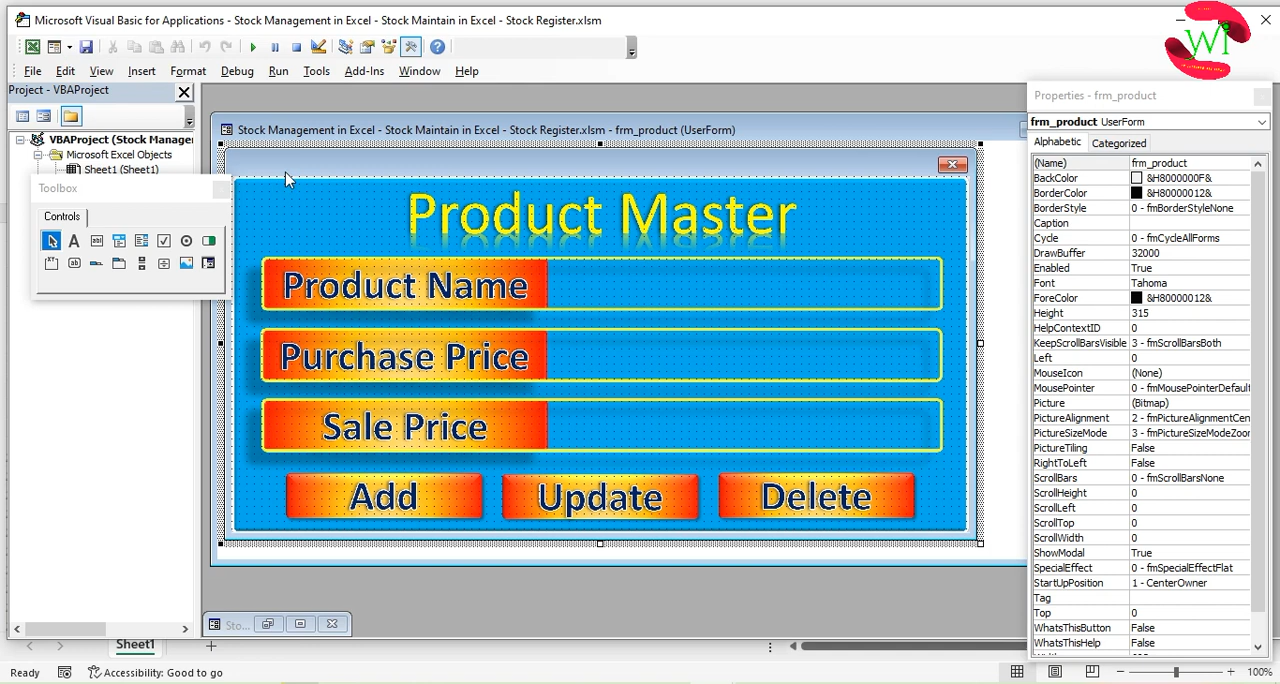 Microsoft Visual Basic for Applications - Stock Management in Excel - Stock Maintain in Excel - Stock Register.xlsm
WI
File Edit View Insert Format Debug Run Tools Add-Ins Window Help
Project - VBAProject
VBAProject (Stock Manager
Microsoft Excel Objects
Sheet1 (Sheet1)
Toolbox
Controls
Stock Management in Excel - Stock Maintain in Excel - Stock Register.xlsm - frm_product (UserForm)
Product Master
Product Name
Purchase Price
Sale Price
Add Update Delete
Sto...
Properties - frm_product
frm_product UserForm
Alphabetic Categorized
(Name) frm_product
BackColor &H8000000F&
BorderColor &H80000012&
BorderStyle 0 - fmBorderStyleNone
Caption
Cycle 0 - fmCycleAllForms
DrawBuffer 32000
Enabled True
Font Tahoma
ForeColor &H80000012&
Height 315
HelpContextID 0
KeepScrollBarsVisible 3 - fmScrollBarsBoth
Left 0
MouseIcon (None)
MousePointer 0 - fmMousePointerDefault
Picture (Bitmap)
PictureAlignment 2 - fmPictureAlignmentCen
PictureSizeMode 3 - fmPictureSizeModeZoom
PictureTiling False
RightToLeft False
ScrollBars 0 - fmScrollBarsNone
ScrollHeight 0
ScrollLeft 0
ScrollTop 0
ScrollWidth 0
ShowModal True
SpecialEffect 0 - fmSpecialEffectFlat
StartUpPosition 1 - CenterOwner
Tag
Top 0
WhatsThisButton False
WhatsThisHelp False
Sheet1
Ready Accessibility: Good to go 100%